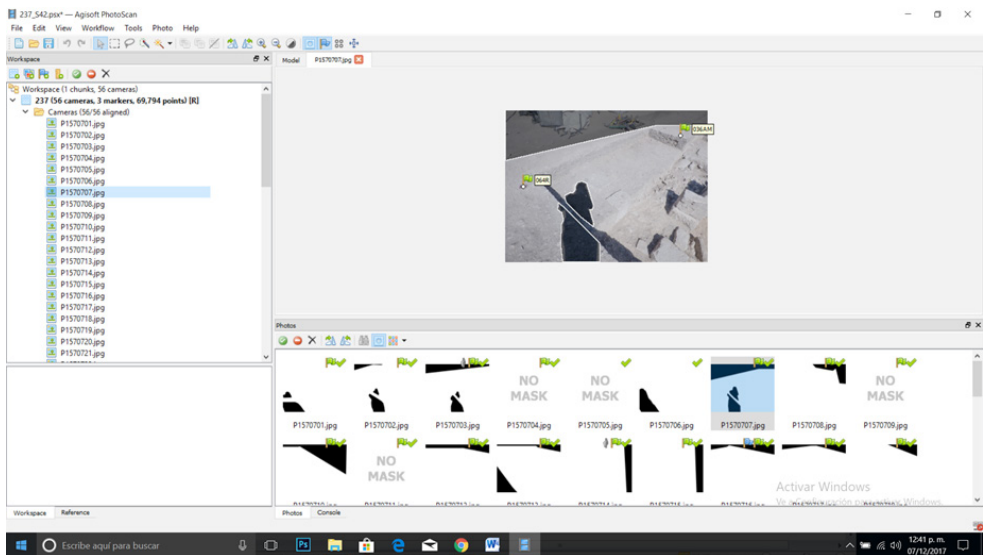 237_S42.psx* — Agisoft PhotoScan
File Edit View Workflow Tools Photo Help
Workspace
Workspace (1 chunks, 56 cameras)
237 (56 cameras, 3 markers, 69,794 points) [R]
Cameras (56/56 aligned)
P1570701.jpg
P1570702.jpg
P1570703.jpg
P1570704.jpg
P1570705.jpg
P1570706.jpg
P1570707.jpg
P1570708.jpg
P1570709.jpg
P1570710.jpg
P1570711.jpg
P1570712.jpg
P1570713.jpg
P1570714.jpg
P1570715.jpg
P1570716.jpg
P1570717.jpg
P1570718.jpg
P1570719.jpg
P1570720.jpg
P1570721.jpg
Workspace Reference
Model P1570707.jpg
036AM
064R
Photos
NO MASK
NO MASK
NO MASK
P1570701.jpg P1570702.jpg P1570703.jpg P1570704.jpg P1570705.jpg P1570706.jpg P1570707.jpg P1570708.jpg P1570709.jpg
NO MASK
Activar Windows
Ve a Configuración para activar Windows.
Photos Console
Escribe aquí para buscar
12:41 p. m.
07/12/2017